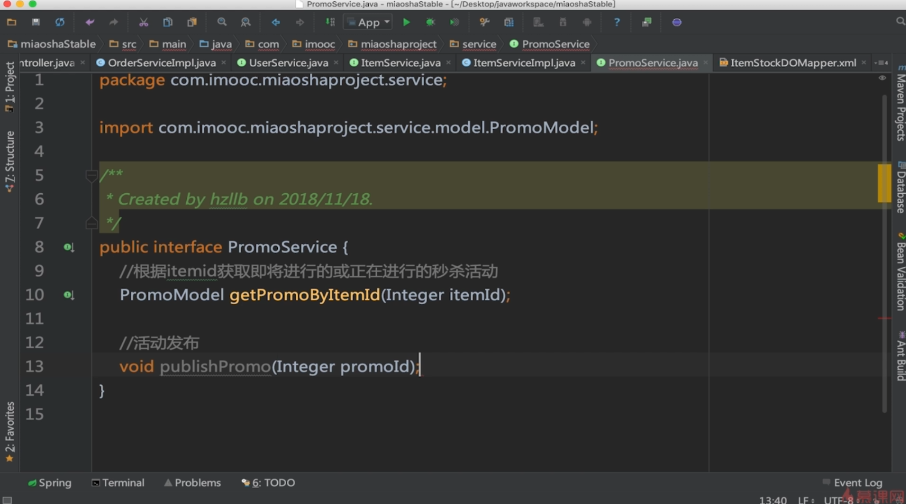 PromoService.java - miaoshaStable - [~/Desktop/javaworkspace/miaoshaStable]
App
miaoshaStable src main java com imooc miaoshaproject service PromoService
ntroller.java OrderServiceImpl.java UserService.java ItemService.java ItemServiceImpl.java PromoService.java ItemStockDOMapper.xml
1 package com.imooc.miaoshaproject.service;
2
3 import com.imooc.miaoshaproject.service.model.PromoModel;
4
5 /**
6 * Created by hzllb on 2018/11/18.
7 */
8 public interface PromoService {
9 //根据itemid获取即将进行的或正在进行的秒杀活动
10 PromoModel getPromoByItemId(Integer itemId);
11
12 //活动发布
13 void publishPromo(Integer promoId);
14 }
15
1: Project
7: Structure
2: Favorites
Maven Projects
Database
Bean Validation
Ant Build
Spring Terminal Problems 6: TODO Event Log
13:40 LF UTF-8
慕课网